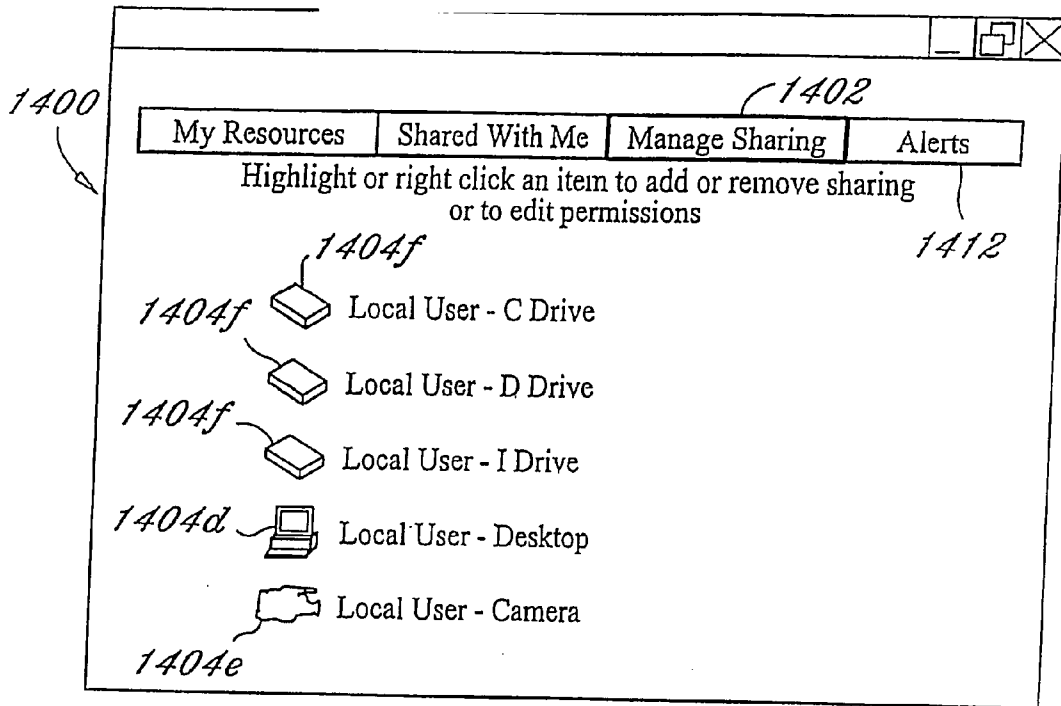 1400
1402
My Resources Shared With Me Manage Sharing Alerts
Highlight or right click an item to add or remove sharing
or to edit permissions
1412
1404f
1404f Local User - C Drive
Local User - D Drive
1404f
Local User - I Drive
1404d Local User - Desktop
Local User - Camera
1404e